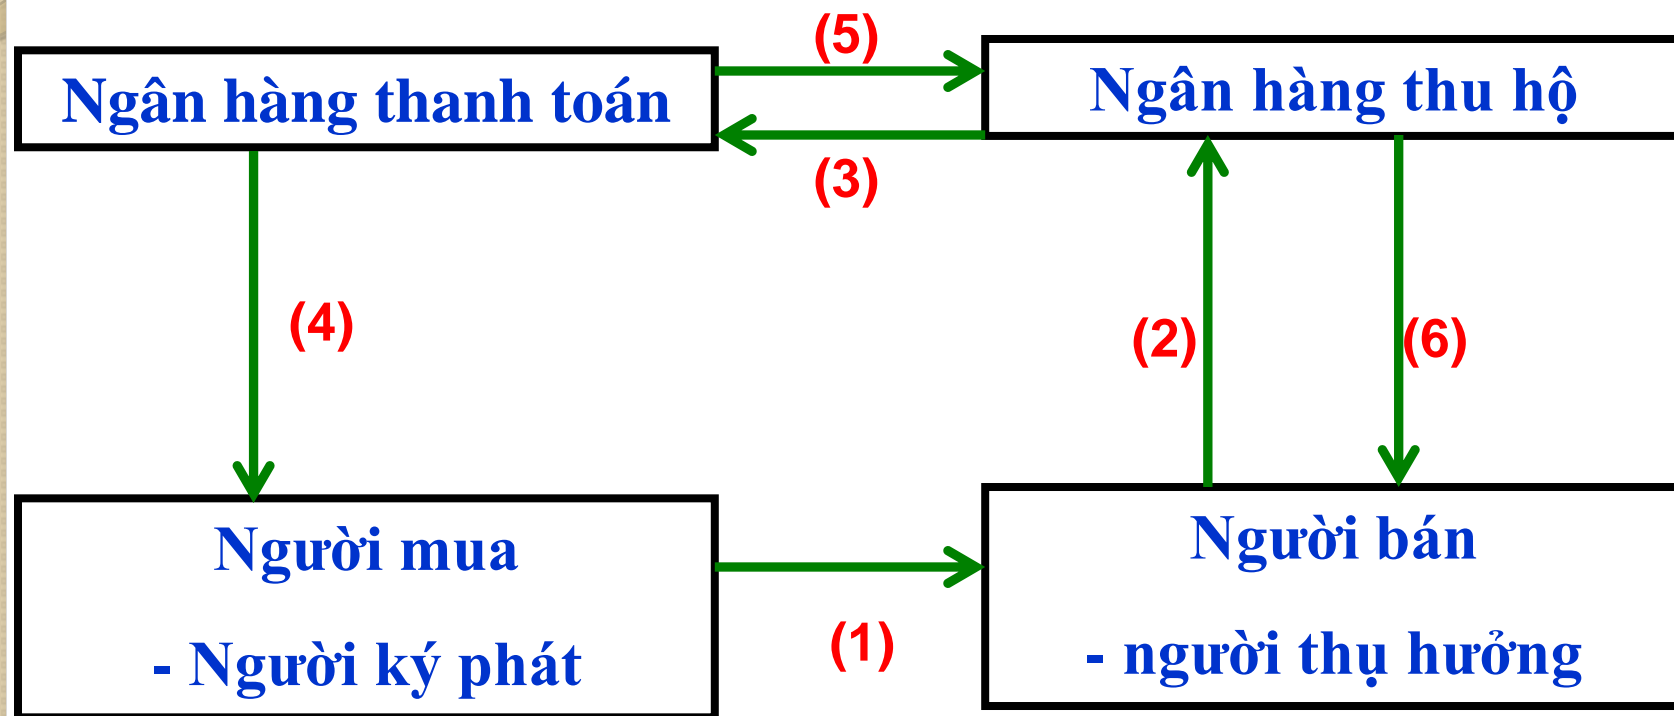 (5)
Ngân hàng thanh toán
Ngân hàng thu hộ
(3)
(4)
(2)
(6)
Người mua
- Người ký phát
(1)
Người bán
- người thụ hưởng